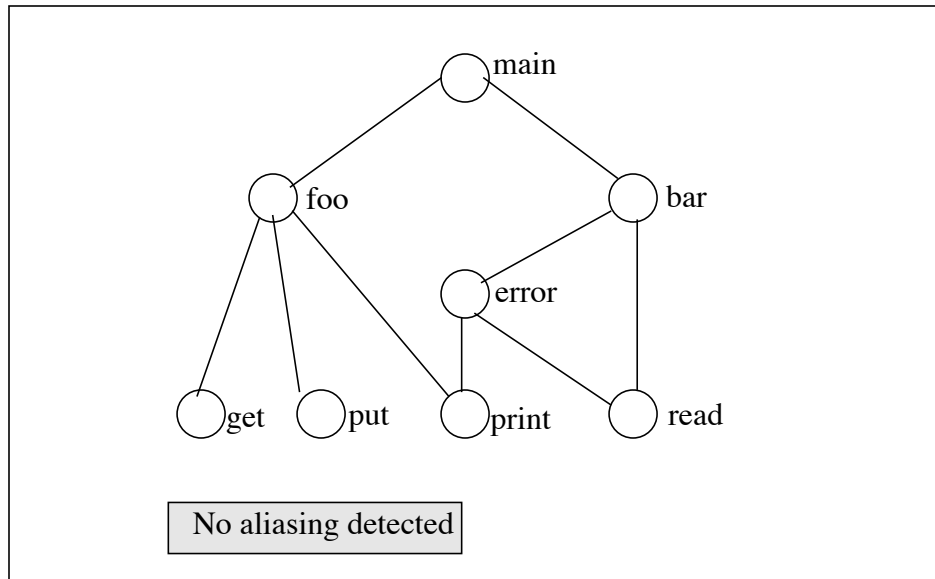 main
foo
bar
error
get
put
print
read
No aliasing detected